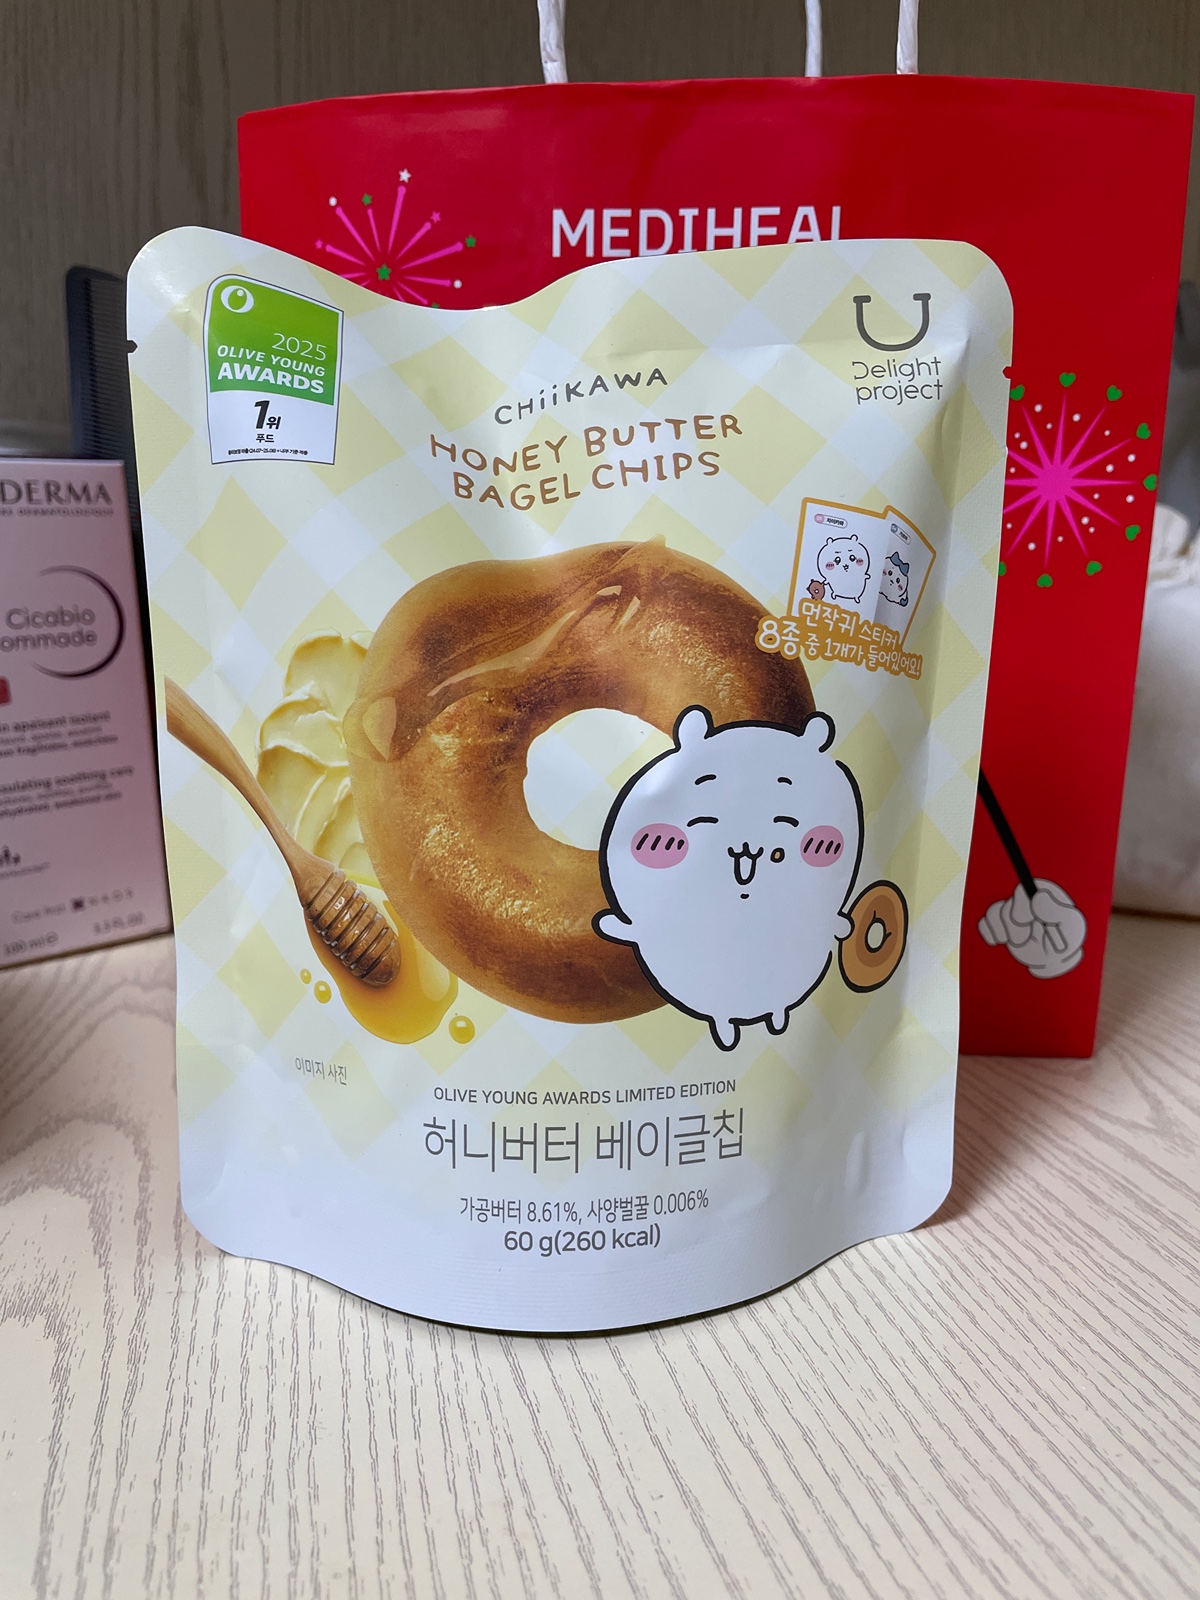 MEDIHEAL
2025
OLIVE YOUNG
AWARDS
1위
푸드
Delight
project
CHiiKAWA
HONEY BUTTER
BAGEL CHIPS
먼작귀 스티커
8종 중 1개가 들어있어요!
DERMA
Cicabio
ommade
이미지 사진
OLIVE YOUNG AWARDS LIMITED EDITION
허니버터 베이글칩
가공버터 8.61%, 사양벌꿀 0.006%
60 g(260 kcal)